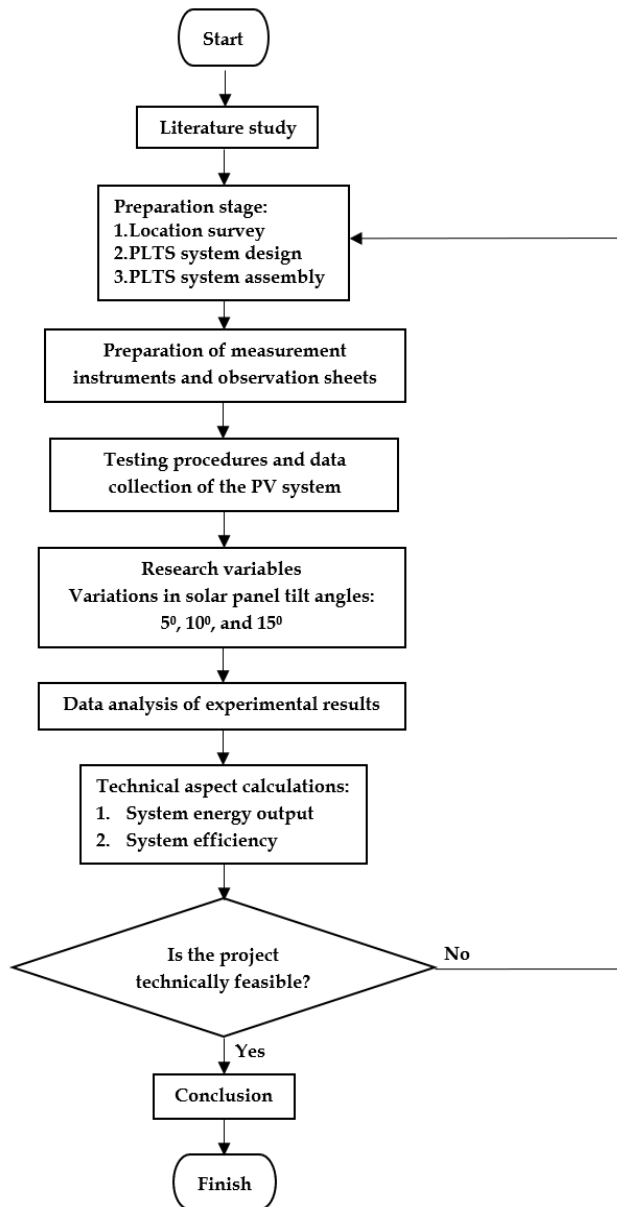 Start
Literature study
Preparation stage:
1.Location survey
2.PLTS system design
3.PLTS system assembly
Preparation of measurement
instruments and observation sheets
Testing procedures and data
collection of the PV system
Research variables
Variations in solar panel tilt angles:
5⁰, 10⁰, and 15⁰
Data analysis of experimental results
Technical aspect calculations:
1. System energy output
2. System efficiency
Is the project
technically feasible?
No
Yes
Conclusion
Finish